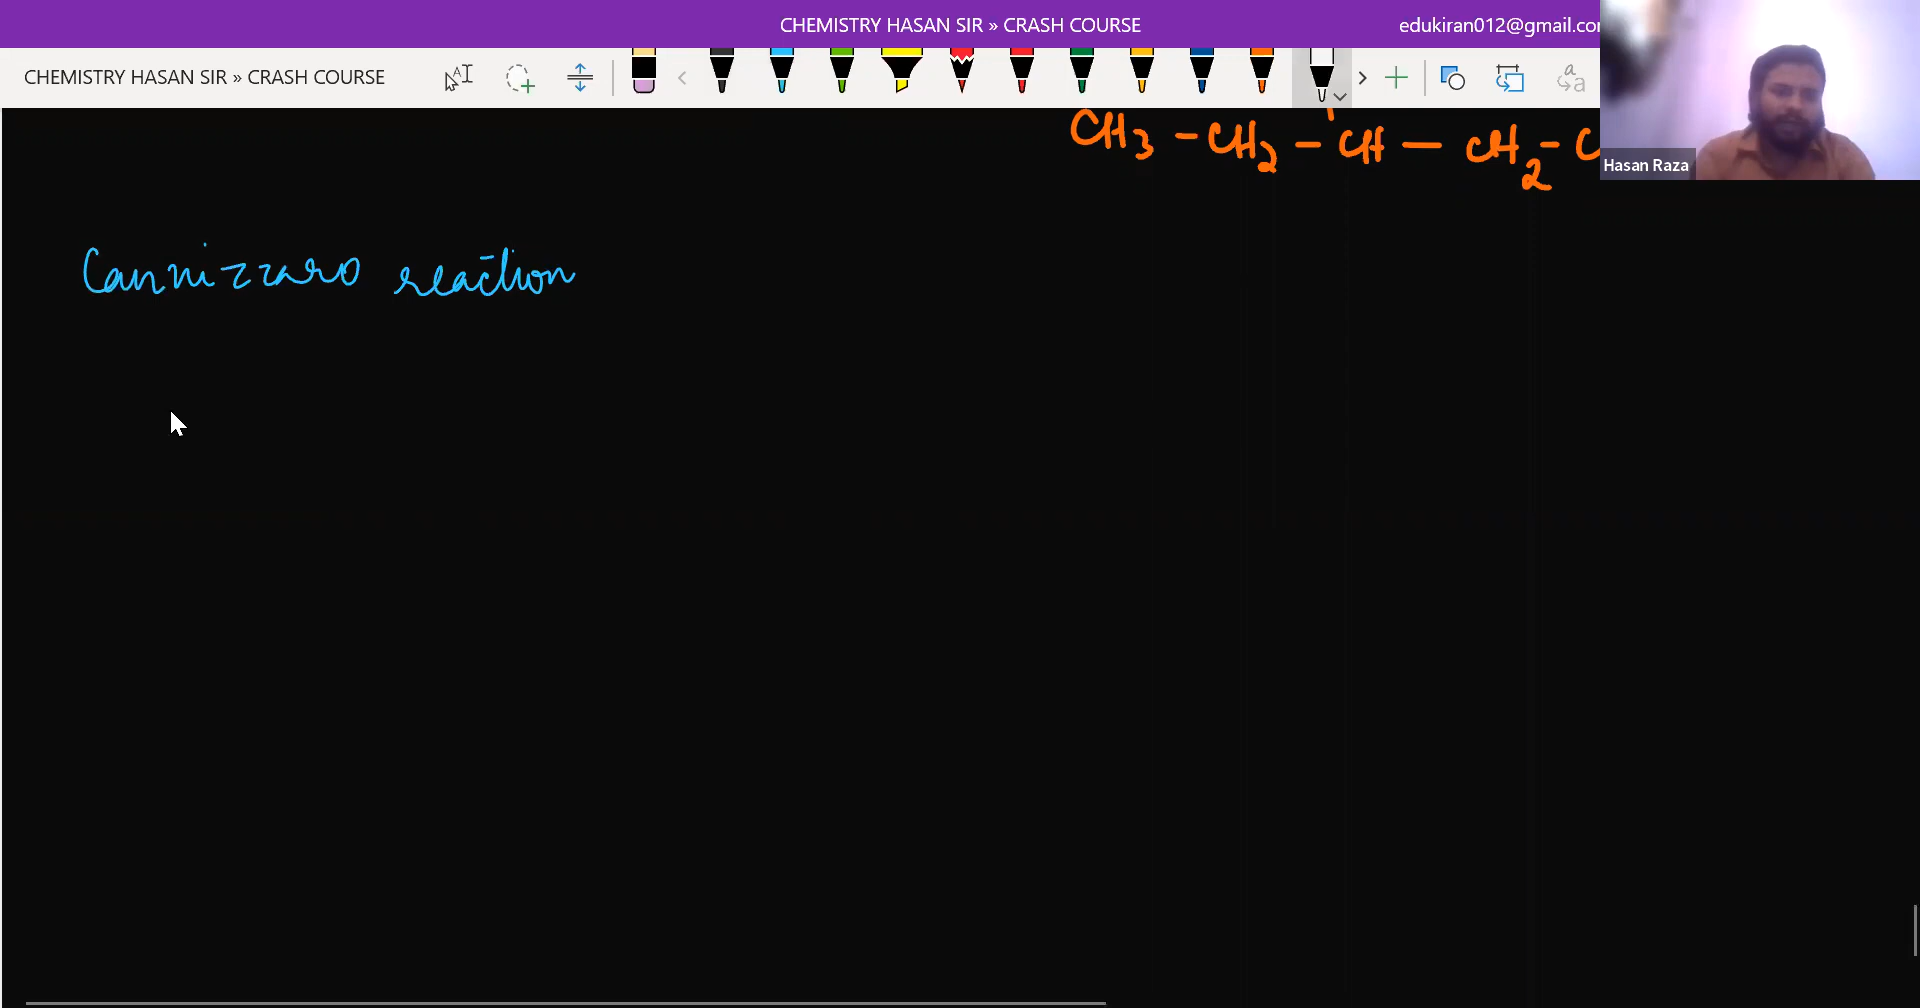 CHEMISTRY HASAN SIR » CRASH COURSE
edukiran012@gmail.co
CHEMISTRY HASAN SIR » CRASH COURSE
CH3 - CH2 - CH - CH2 - C
Hasan Raza
Cannizzaro reaction